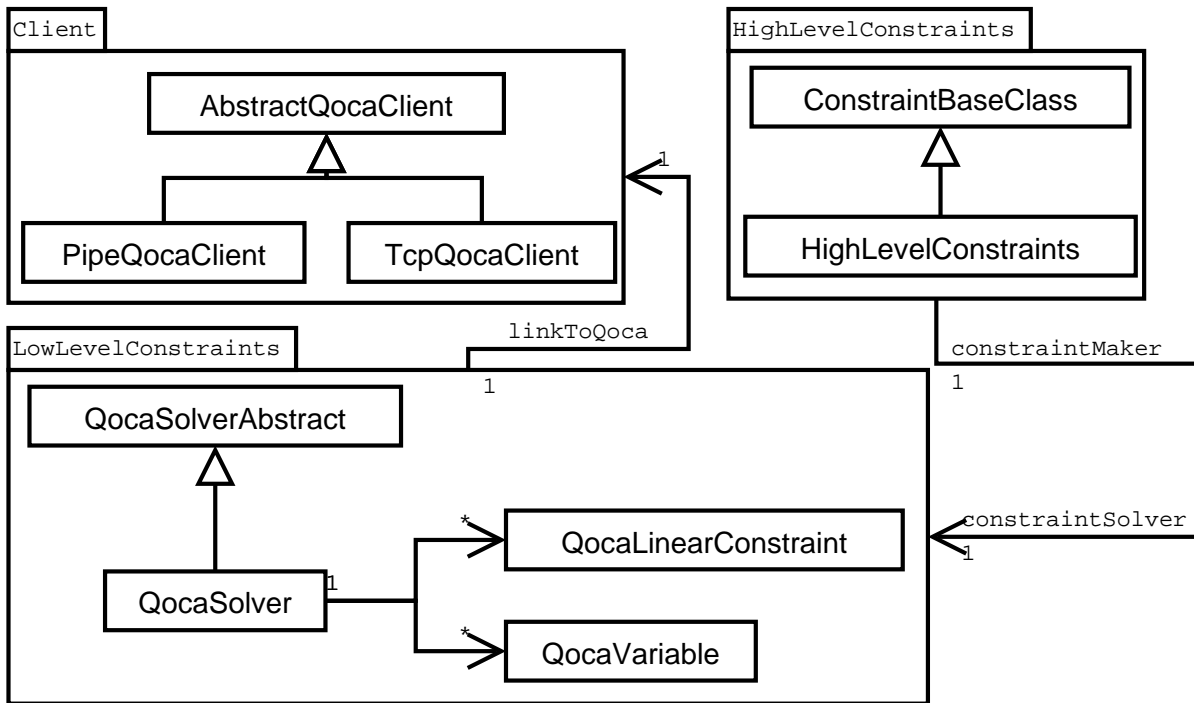 Client
HighLevelConstraints
AbstractQocaClient
ConstraintBaseClass
1
PipeQocaClient
TcpQocaClient
HighLevelConstraints
linkToQoca
LowLevelConstraints
constraintMaker
1
1
QocaSolverAbstract
*
QocaLinearConstraint
constraintSolver
1
QocaSolver
1
*
QocaVariable